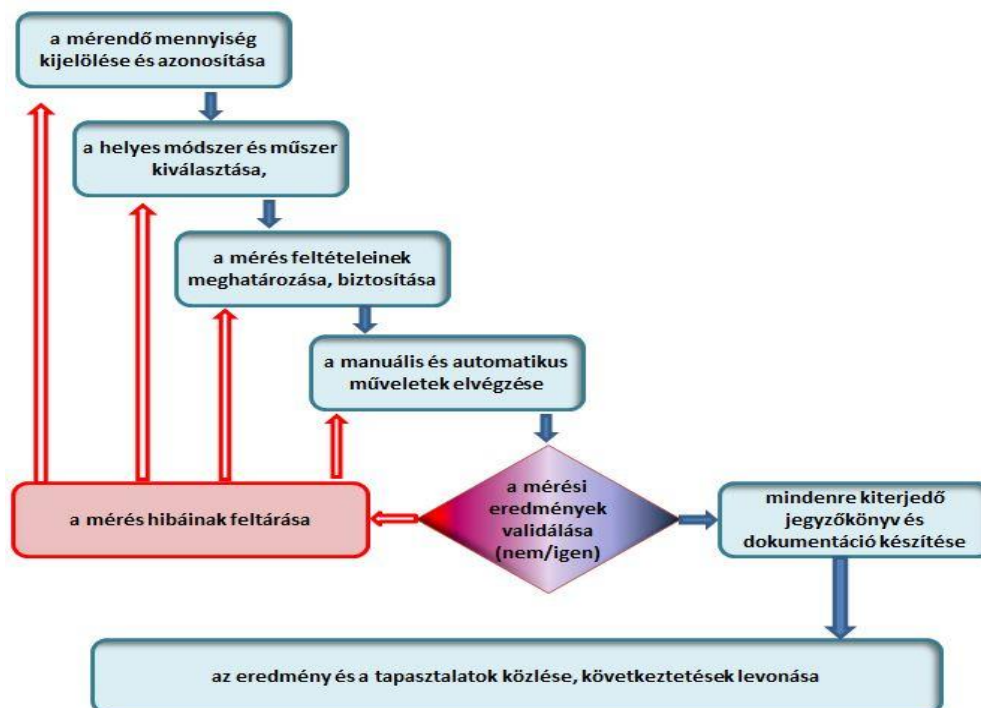 a mérendő mennyiség
kijelölése és azonosítása
a helyes módszer és műszer
kiválasztása,
a mérés feltételeinek
meghatározása, biztosítása
a manuális és automatikus
műveletek elvégzése
a mérési
eredmények
validálása
(nem/igen)
a mérés hibáinak feltárása
mindenre kiterjedő
jegyzőkönyv és
dokumentáció készítése
az eredmény és a tapasztalatok közlése, következtetések levonása